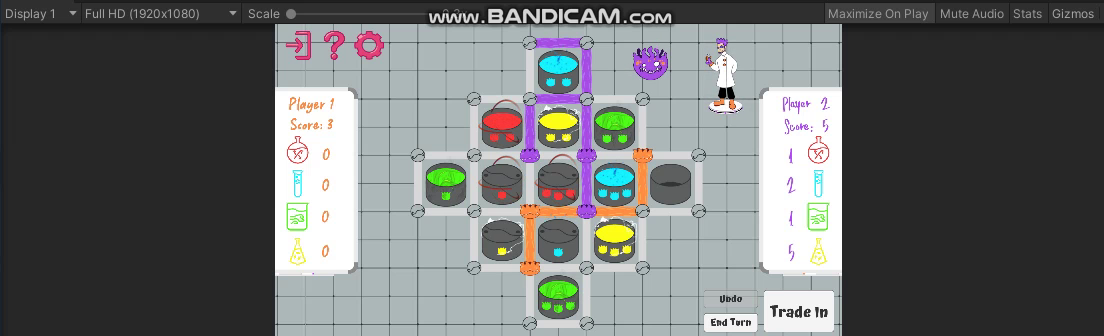 Display 1 Full HD (1920x1080) Scale Maximize On Play Mute Audio Stats Gizmos
www.BANDICAM.com
?
Player 1
Score: 3
0
0
0
0
Player 2
Score: 5
1
2
1
5
Undo
End Turn
Trade In